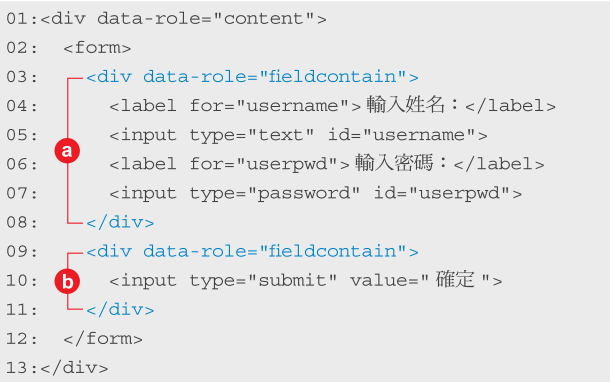 01:<div data-role="content">
02:  <form>
03:    <div data-role="fieldcontain">
04:      <label for="username">輸入姓名：</label>
05:      <input type="text" id="username">
a
06:      <label for="userpwd">輸入密碼：</label>
07:      <input type="password" id="userpwd">
08:    </div>
09:    <div data-role="fieldcontain">
b
10:      <input type="submit" value="確定">
11:    </div>
12:  </form>
13:</div>